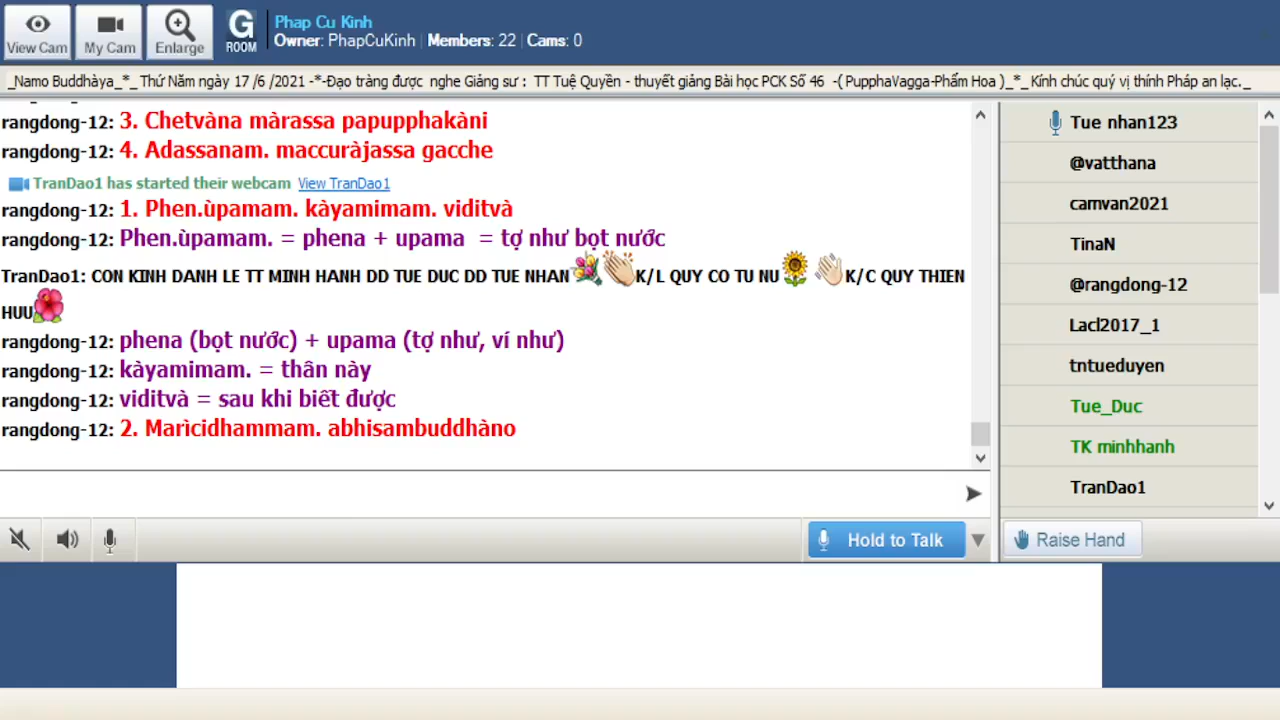 View Cam
My Cam
Enlarge
G
ROOM
Phap Cu Kinh
Owner: PhapCuKinh Members: 22 Cams: 0
_Namo Buddhàya_*_ Thứ Năm ngày 17 /6 /2021 -*-Đạo tràng được nghe Giảng sư : TT Tuệ Quyền - thuyết giảng Bài học PCK Số 46 -( PupphaVagga-Phẩm Hoa )_*_ Kính chúc quý vị thính Pháp an lạc._
rangdong-12: 3. Chetvàna màrassa papupphakàni
rangdong-12: 4. Adassanam. maccuràjassa gacche
TranDao1 has started their webcam View TranDao1
rangdong-12: 1. Phen.ùpamam. kàyamimam. viditvà
rangdong-12: Phen.ùpamam. = phena + upama = tợ như bọt nước
TranDao1: CON KINH DANH LE TT MINH HANH DD TUE DUC DD TUE NHAN K/L QUY CO TU NU K/C QUY THIEN
HUU
rangdong-12: phena (bọt nước) + upama (tợ như, ví như)
rangdong-12: kàyamimam. = thân này
rangdong-12: viditvà = sau khi biết được
rangdong-12: 2. Marìcidhammam. abhisambuddhàno
Tue nhan123
@vatthana
camvan2021
TinaN
@rangdong-12
Lacl2017_1
tntueduyen
Tue_Duc
TK minhhanh
TranDao1
Hold to Talk
Raise Hand